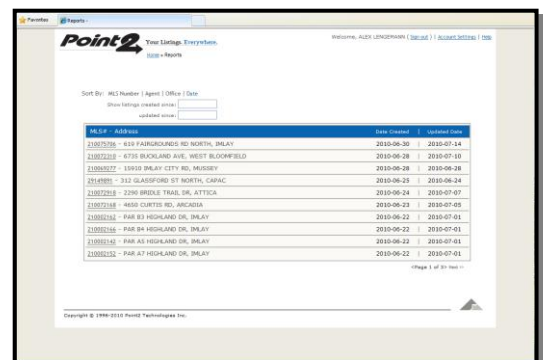 Favorites Reports -
Point2 Your Listings. Everywhere.
Welcome, ALEX LENGEMANN ( Sign out ) | Account Settings | Help
Home » Reports
Sort By: MLS Number | Agent | Office | Date
Show listings created since:
updated since:
MLS# - Address Date Created | Updated Date
210075706 - 639 FAIRGROUNDS RD NORTH, IMLAY 2010-06-30 | 2010-07-14
210072310 - 6735 BUCKLAND AVE, WEST BLOOMFIELD 2010-06-28 | 2010-07-10
210069277 - 15910 IMLAY CITY RD, MUSSEY 2010-06-28 | 2010-06-28
29149891 - 312 GLASSFORD ST NORTH, CAPAC 2010-06-25 | 2010-06-24
210072918 - 2290 BRIDLE TRAIL DR, ATTICA 2010-06-24 | 2010-07-07
210072168 - 4650 CURTIS RD, ARCADIA 2010-06-23 | 2010-07-05
210002162 - PAR B3 HIGHLAND DR, IMLAY 2010-06-22 | 2010-07-01
210002166 - PAR B4 HIGHLAND DR, IMLAY 2010-06-22 | 2010-07-01
210002142 - PAR A5 HIGHLAND DR, IMLAY 2010-06-22 | 2010-07-01
210002152 - PAR A7 HIGHLAND DR, IMLAY 2010-06-22 | 2010-07-01
<Page 1 of 3> Next >>
Copyright © 1998-2010 Point2 Technologies Inc.